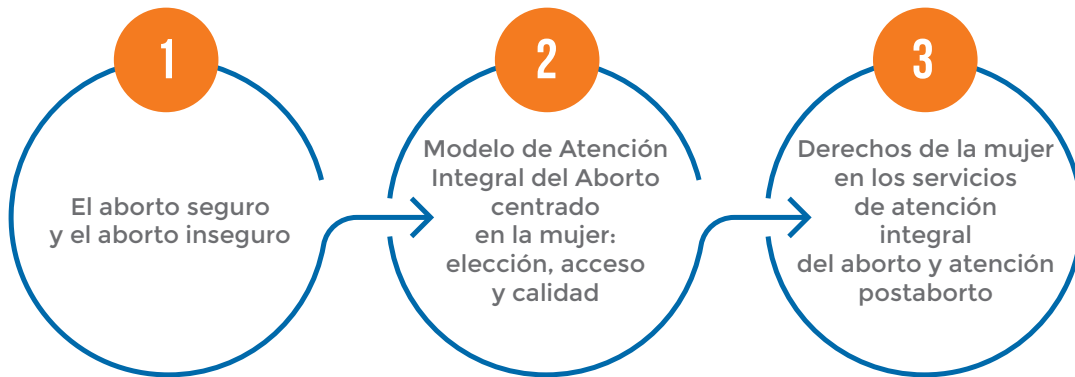 1
El aborto seguro
y el aborto inseguro
2
Modelo de Atención
Integral del Aborto
centrado
en la mujer:
elección, acceso
y calidad
3
Derechos de la mujer
en los servicios
de atención
integral
del aborto y atención
postaborto